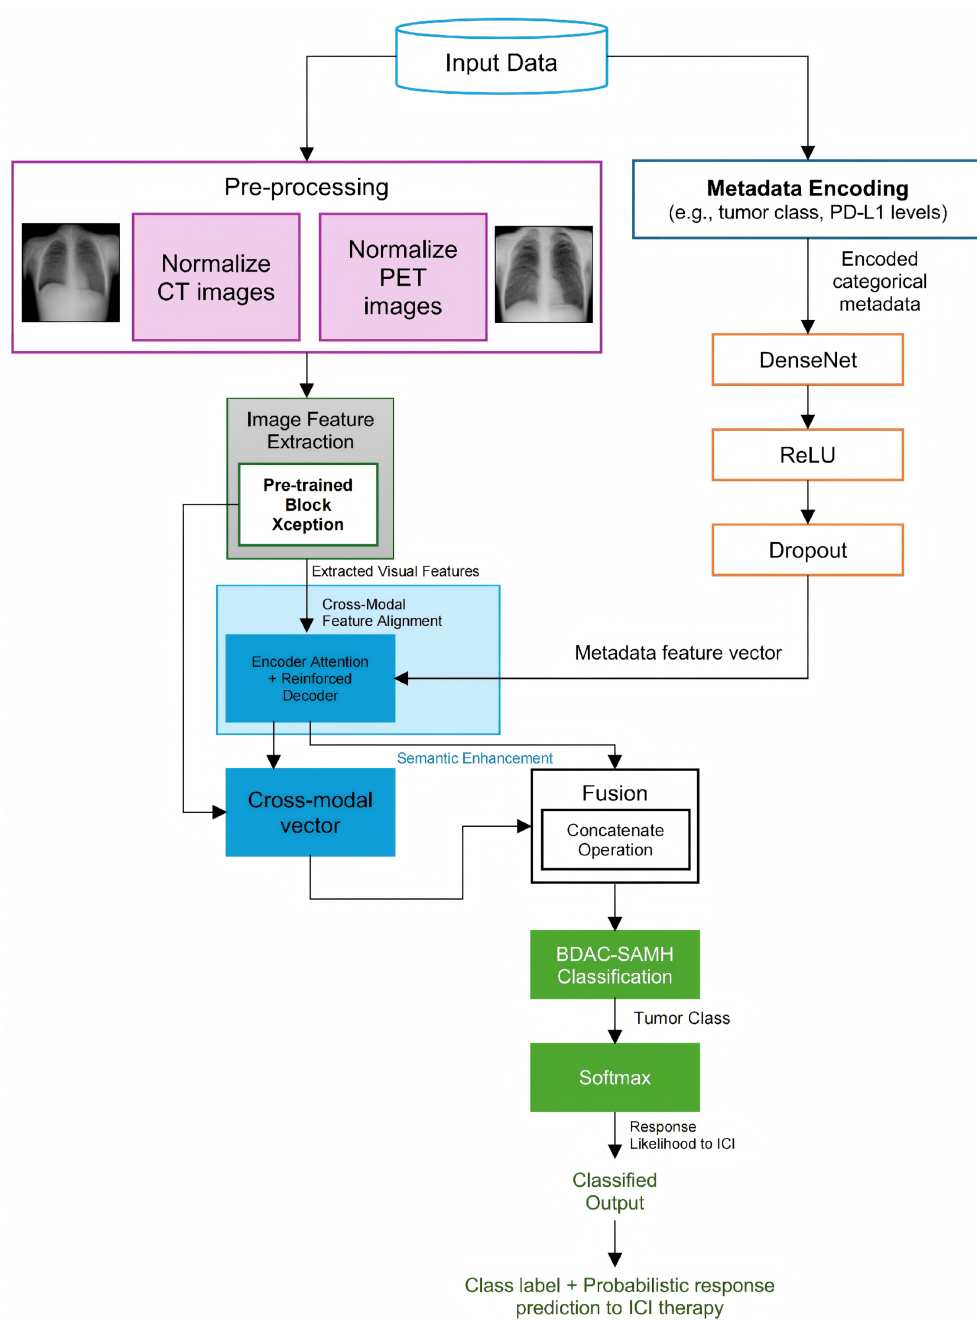 Input Data
Pre-processing
Normalize
CT images
Normalize
PET
images
Metadata Encoding
(e.g., tumor class, PD-L1 levels)
Encoded
categorical
metadata
DenseNet
ReLU
Dropout
Image Feature
Extraction
Pre-trained
Block
Xception
Extracted Visual Features
Cross-Modal
Feature Alignment
Encoder Attention
+ Reinforced
Decoder
Metadata feature vector
Semantic Enhancement
Cross-modal
vector
Fusion
Concatenate
Operation
BDAC-SAMH
Classification
Tumor Class
Softmax
Response
Likelihood to ICI
Classified
Output
Class label + Probabilistic response
prediction to ICI therapy